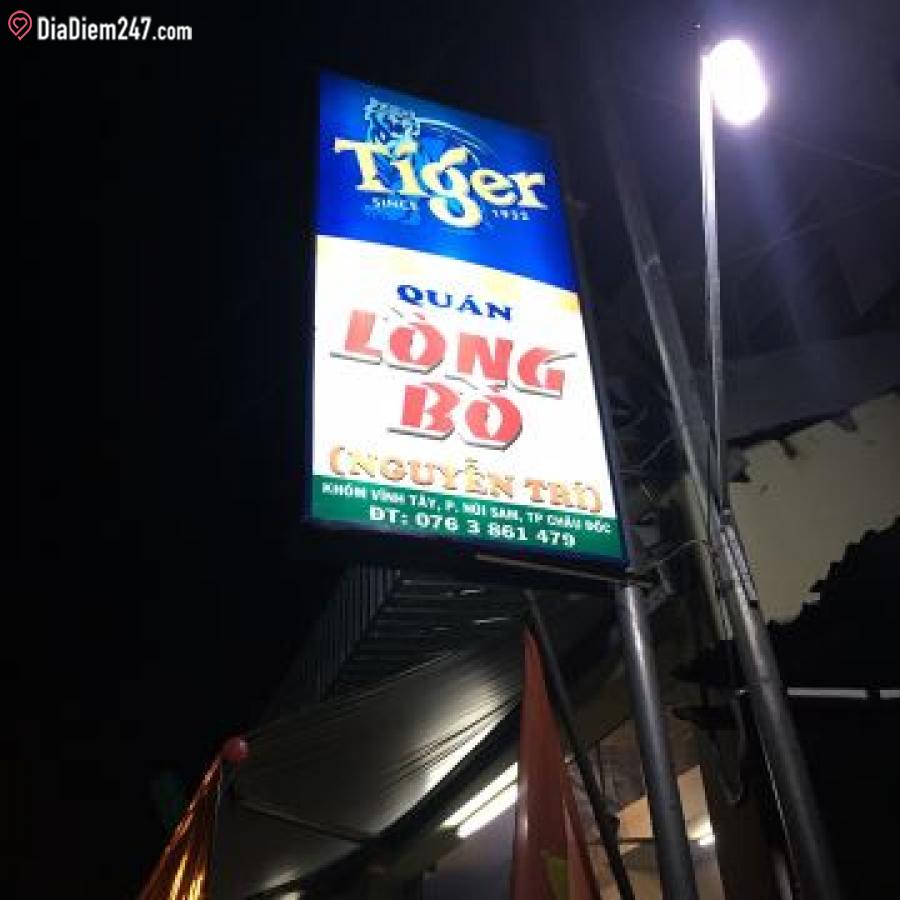 DiaDiem247.com
Tiger
SINCE 1932
QUÁN
LÒNG
BÒ
(NGUYỄN TRÍ)
KHÓM VĨNH TÂY, P. NÚI SAM, TP CHÂU ĐỐC
ĐT: 076 3 861 479